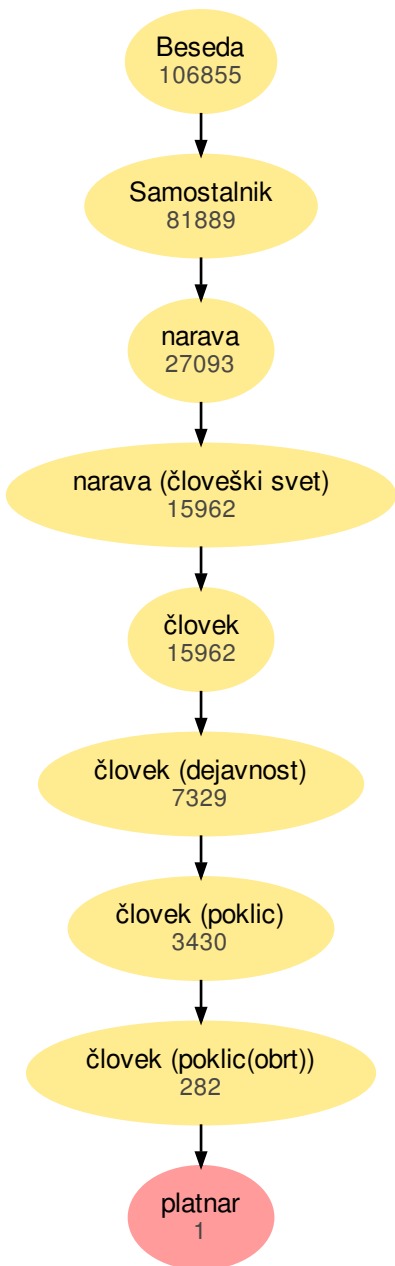 Beseda
106855
Samostalnik
81889
narava
27093
narava (človeški svet)
15962
človek
15962
človek (dejavnost)
7329
človek (poklic)
3430
človek (poklic(obrt))
282
platnar
1